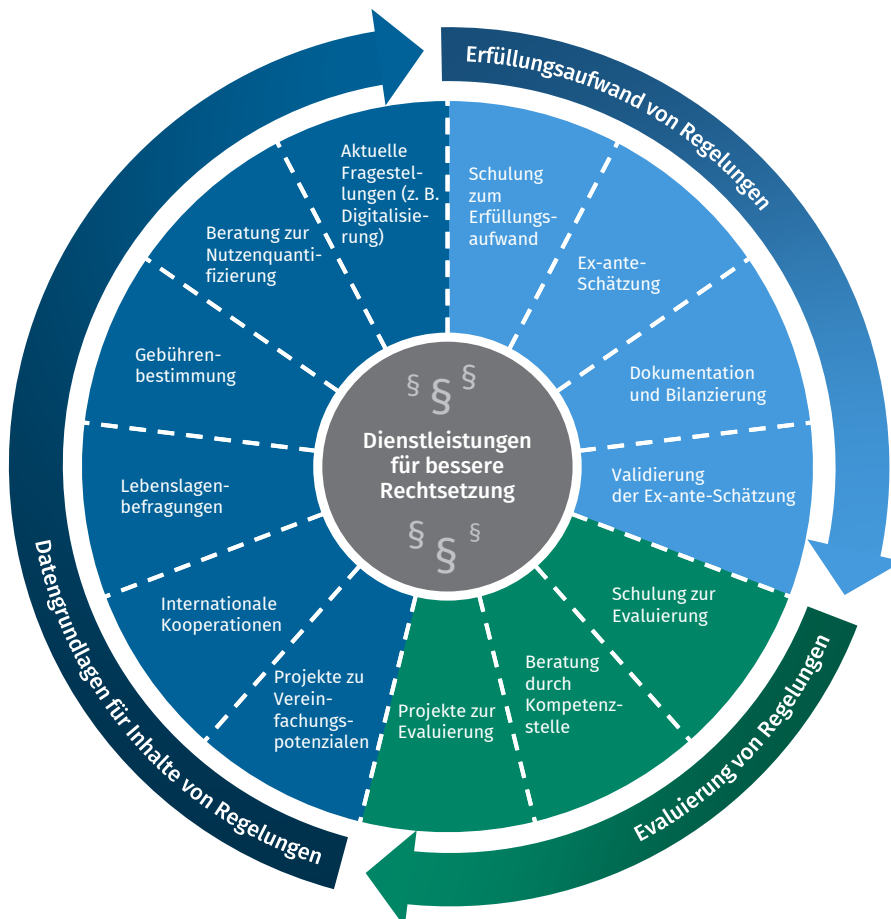 Erfüllungsaufwand von Regelungen
Schulung
zum
Erfüllungs-
aufwand
Ex-ante-
Schätzung
Dokumentation
und Bilanzierung
Validierung
der Ex-ante-Schätzung
Evaluierung von Regelungen
Schulung zur
Evaluierung
Beratung
durch
Kompetenz-
stelle
Projekte zur
Evaluierung
Datengrundlagen für Inhalte von Regelungen
Projekte zu
Verein-
fachungs-
potenzialen
Internationale
Kooperationen
Lebenslagen-
befragungen
Gebühren-
bestimmung
Beratung zur
Nutzenquanti-
fizierung
Aktuelle
Fragestel-
lungen (z. B.
Digitalisie-
rung)
§ § §
Dienstleistungen
für bessere
Rechtsetzung
§ § §